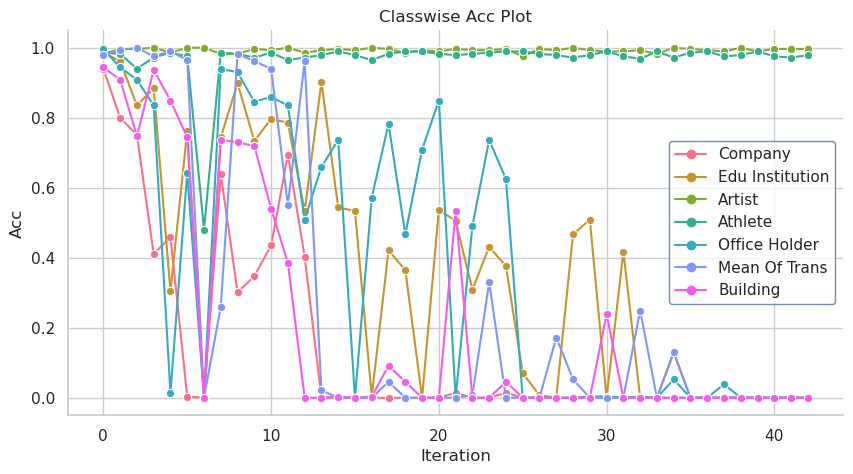 Classwise Acc Plot
1.0
0.8
0.6
0.4
0.2
0.0
Acc
Company
Edu Institution
Artist
Athlete
Office Holder
Mean Of Trans
Building
0 10 20 30 40
Iteration